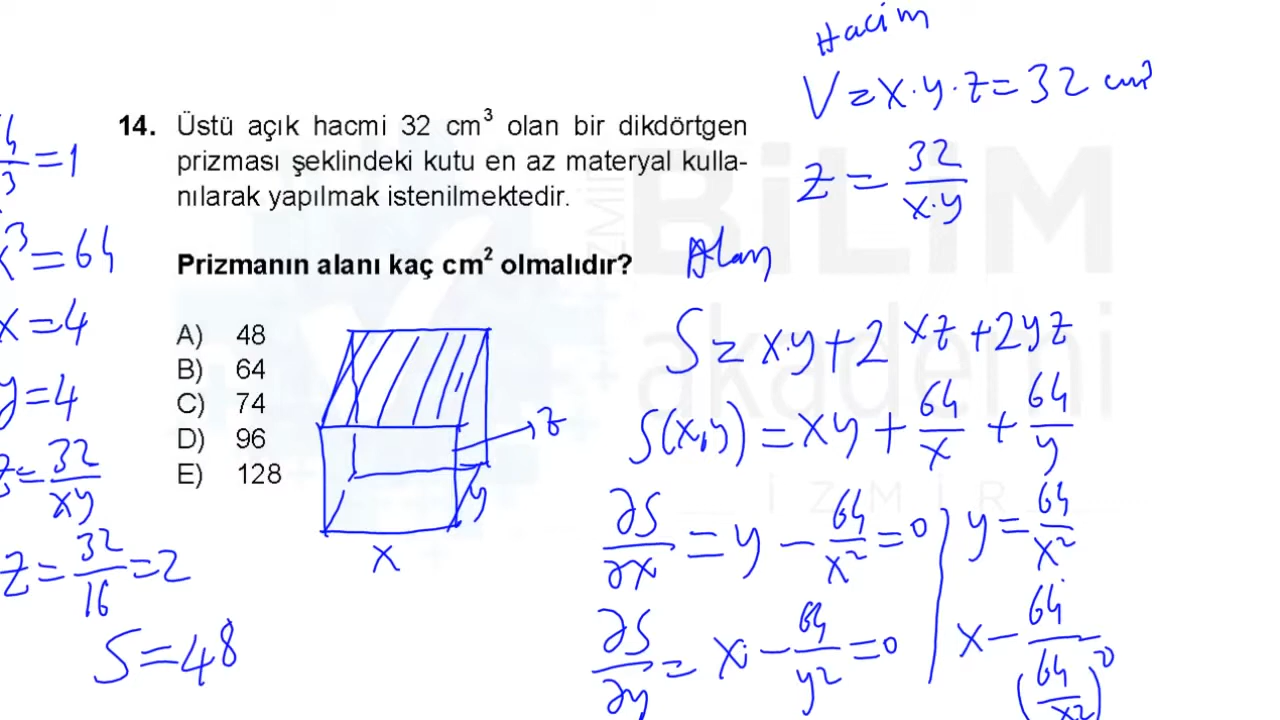 14. Üstü açık hacmi 32 cm³ olan bir dikdörtgen
prizması şeklindeki kutu en az materyal kulla-
nılarak yapılmak istenilmektedir.
Prizmanın alanı kaç cm² olmalıdır?
A) 48
B) 64
C) 74
D) 96
E) 128
x
y
z
Hacim
V = x.y.z = 32 cm³
z = 32/x.y
Alan
S = x.y + 2xz + 2yz
S(x,y) = xy + 64/x + 64/y
∂S/∂x = y - 64/x² = 0
y = 64/x²
∂S/∂y = x - 64/y² = 0
x - 64/(64/x²)
= 1
x³ = 64
x = 4
y = 4
z = 32/xy
z = 32/16 = 2
S = 48
BiLiM
akademi
İZMİR